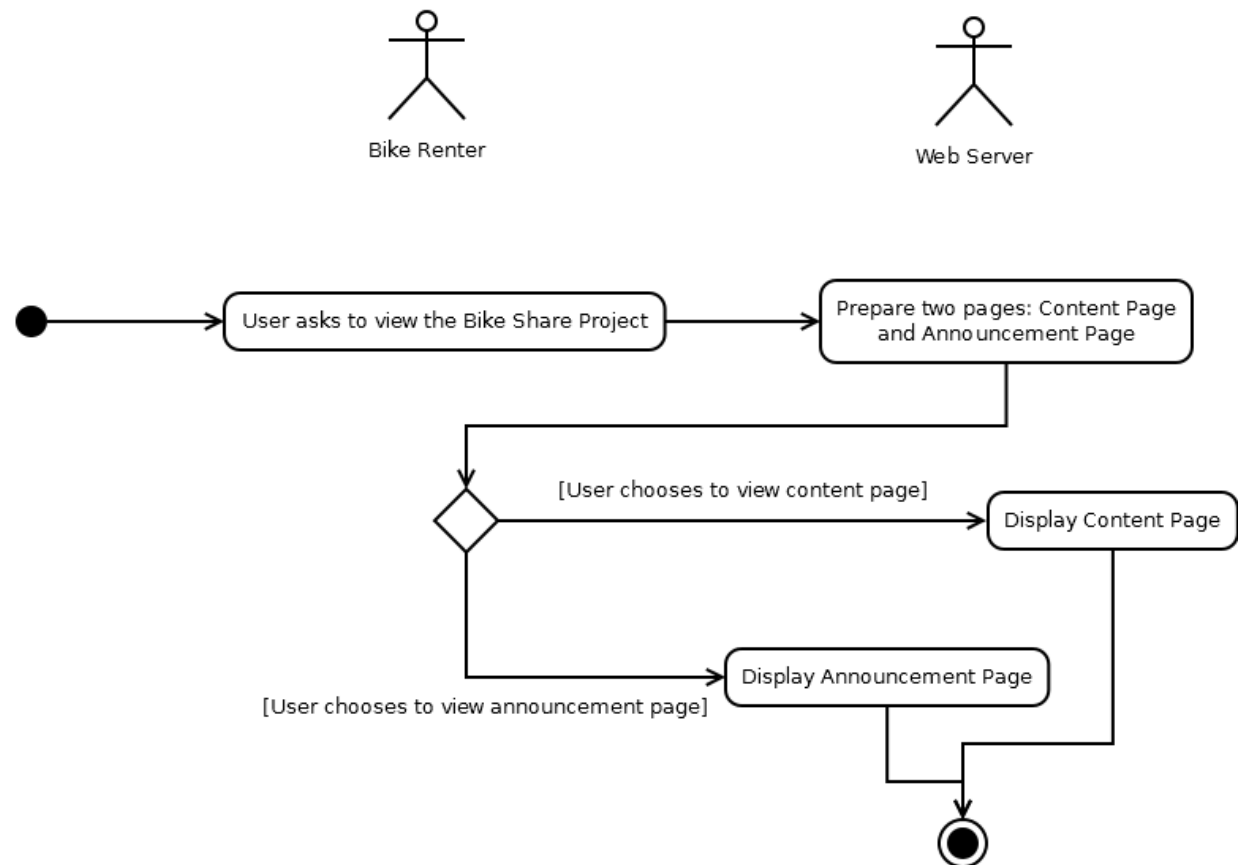 Bike Renter
Web Server
User asks to view the Bike Share Project
Prepare two pages: Content Page
and Announcement Page
[User chooses to view content page]
Display Content Page
Display Announcement Page
[User chooses to view announcement page]